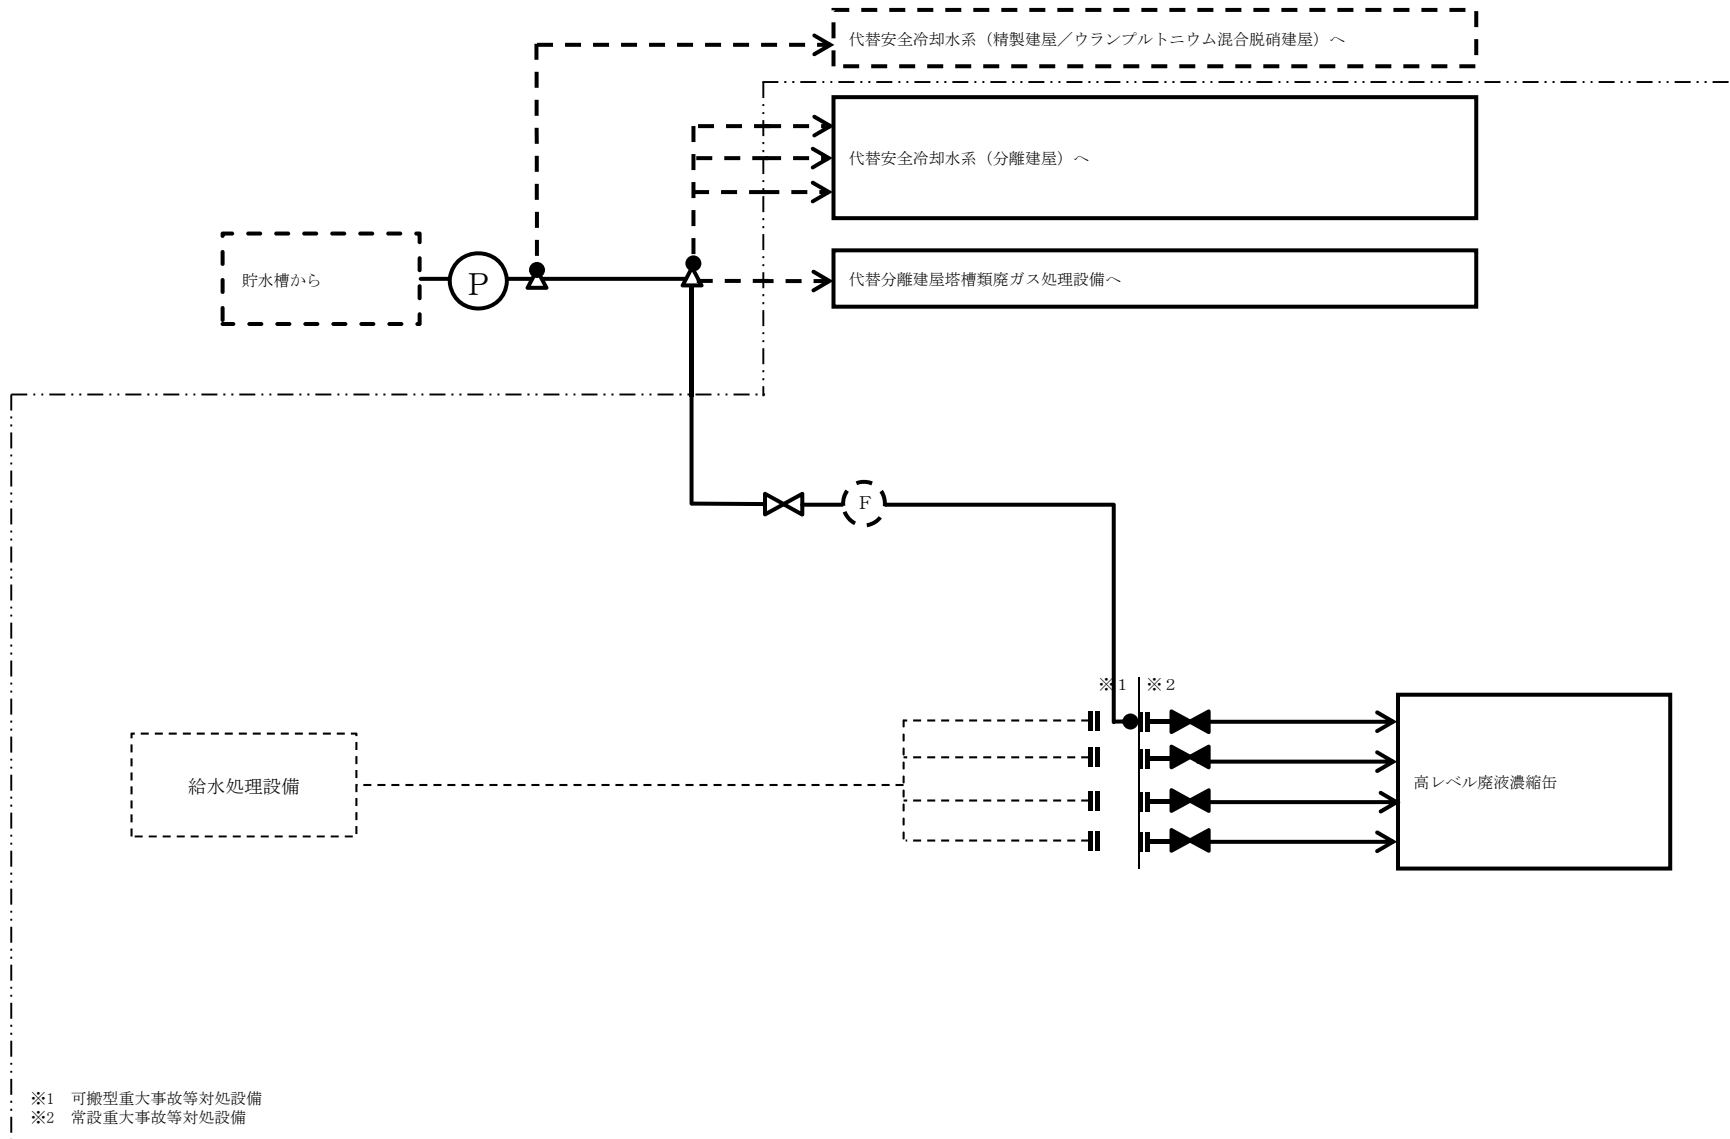 代替安全冷却水系（精製建屋／ウランプルトニウム混合脱硝建屋）へ
代替安全冷却水系（分離建屋）へ
貯水槽から
P
代替分離建屋塔槽類廃ガス処理設備へ
F
※1 ※2
給水処理設備
高レベル廃液濃縮缶
※1　可搬型重大事故等対処設備
※2　常設重大事故等対処設備